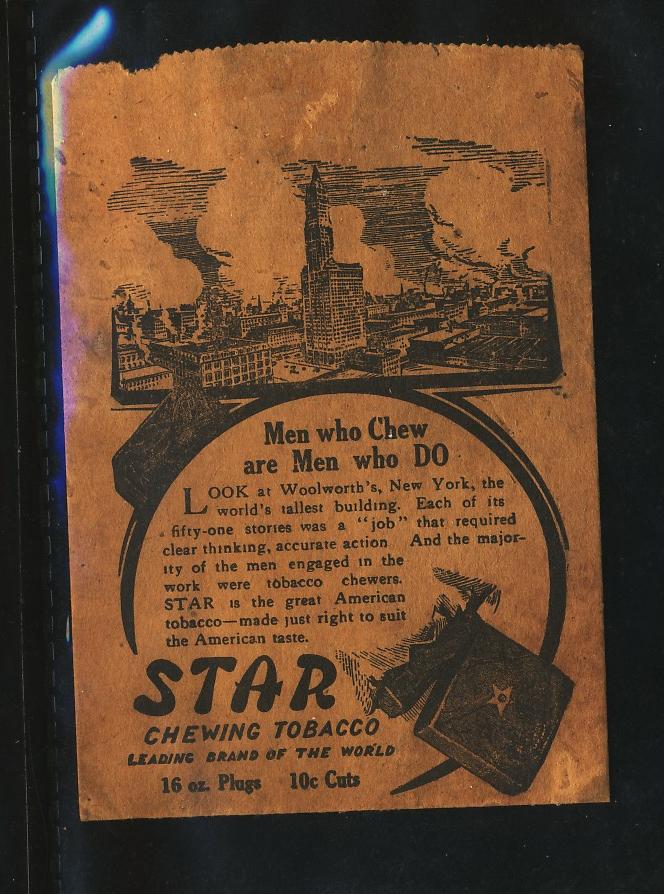 Men who Chew
are Men who DO
LOOK at Woolworth's, New York, the
world's tallest building. Each of its
fifty-one stories was a "job" that required
clear thinking, accurate action And the major-
ity of the men engaged in the
work were tobacco chewers.
STAR is the great American
tobacco—made just right to suit
the American taste.
STAR
CHEWING TOBACCO
LEADING BRAND OF THE WORLD
16 oz. Plugs 10c Cuts